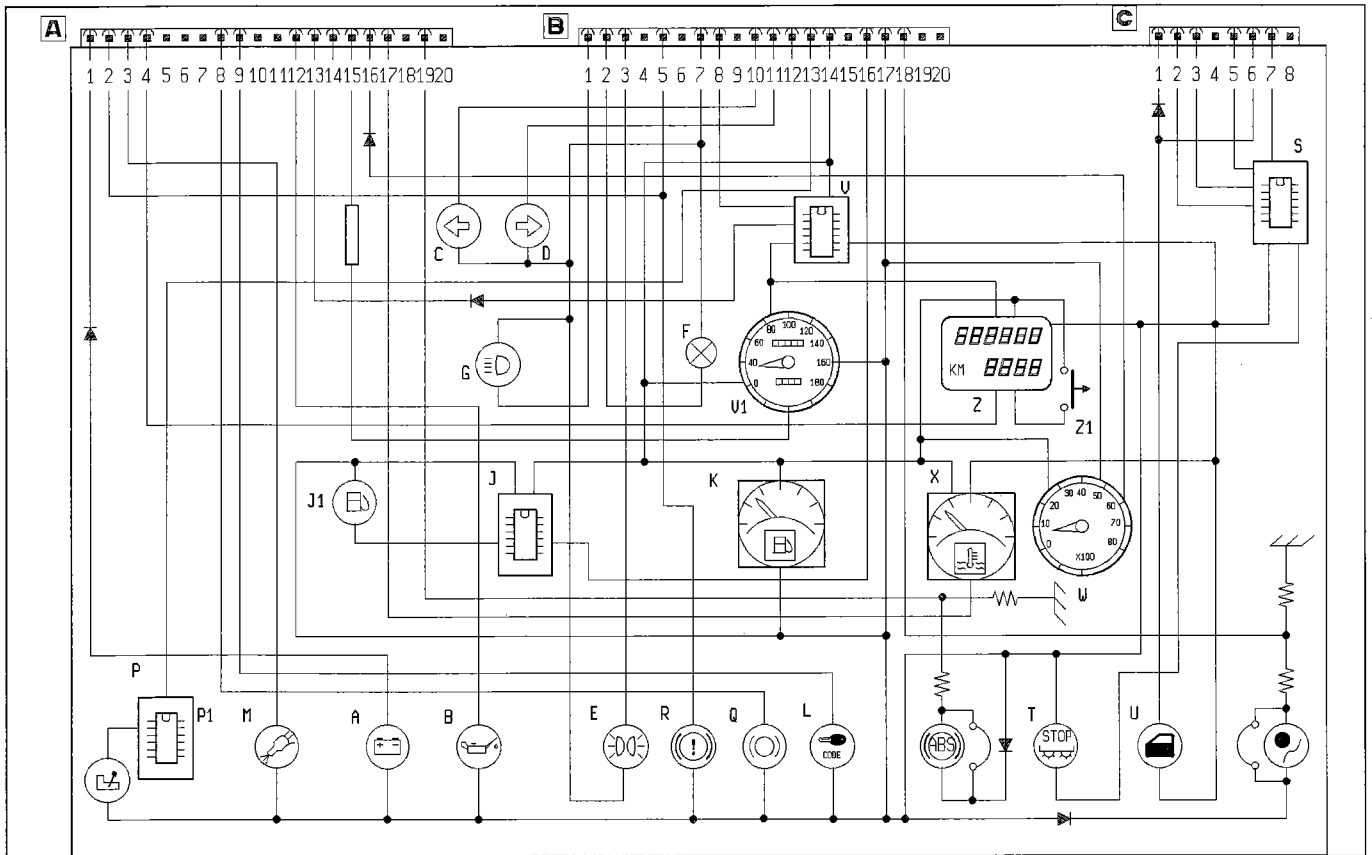 A B C
1 2 3 4 5 6 7 8 9 10 11 12 13 14 15 16 17 18 19 20
1 2 3 4 5 6 7 8 9 10 11 12 13 14 15 16 17 18 19 20
1 2 3 4 5 6 7 8
S
V
C D
G F
0 40 60 80 100 120 140 160 180
V1
888888
KM 8888
Z
Z1
J1 J K X
0 10 20 30 40 50 60 70 80
X100
W
P
P1 M A B E R Q L T U
CODE
ABS
STOP